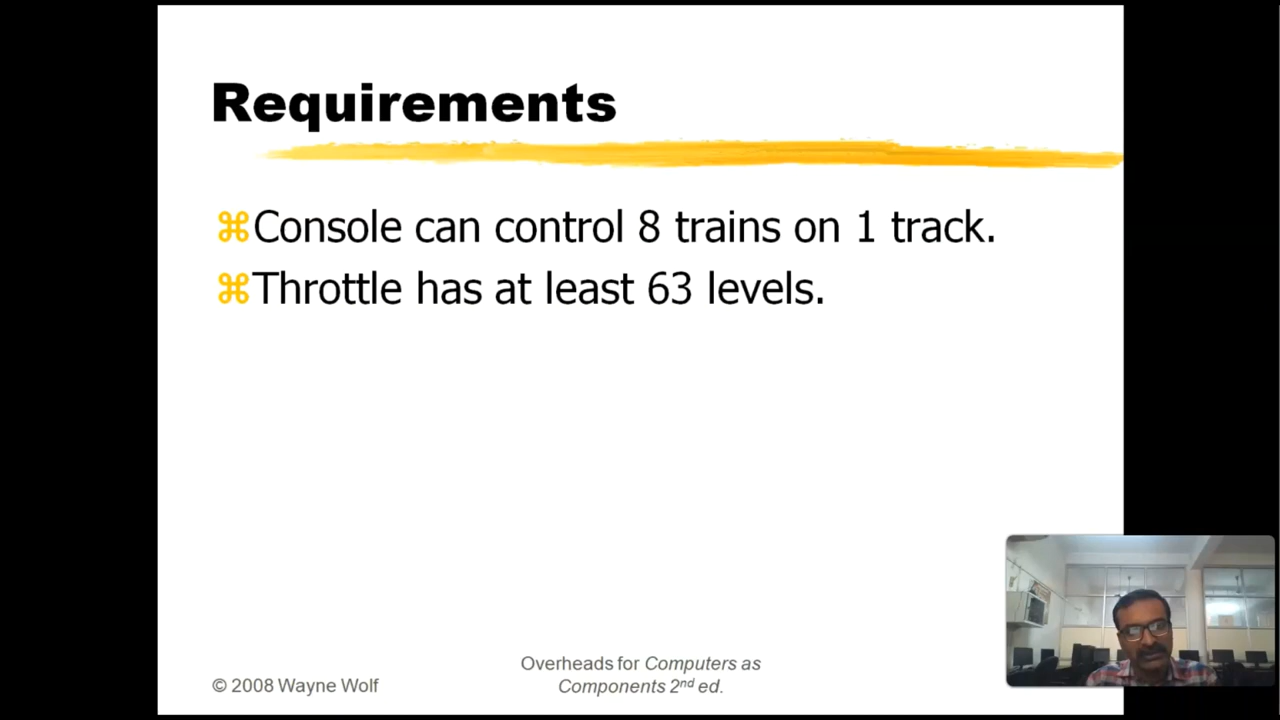 Requirements
⌘Console can control 8 trains on 1 track.
⌘Throttle has at least 63 levels.
© 2008 Wayne Wolf
Overheads for Computers as
Components 2nd ed.